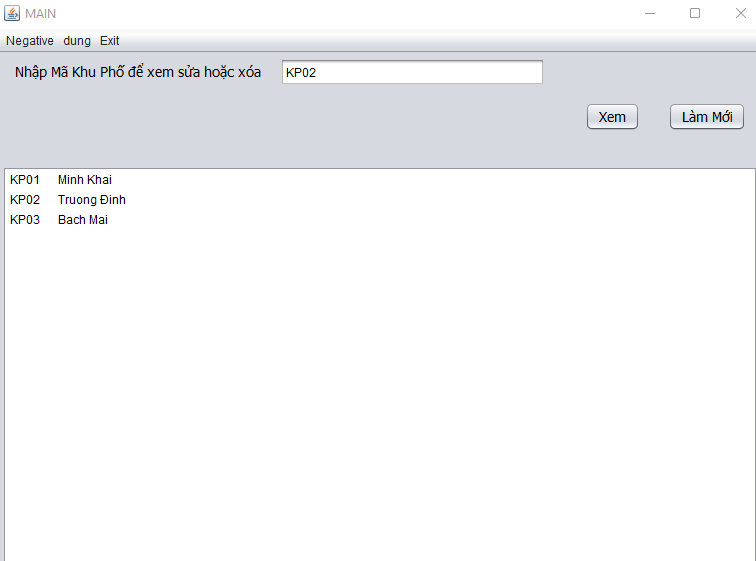 MAIN
Negative dung Exit
Nhập Mã Khu Phố để xem sửa hoặc xóa KP02
Xem Làm Mới
KP01 Minh Khai
KP02 Truong Đinh
KP03 Bach Mai